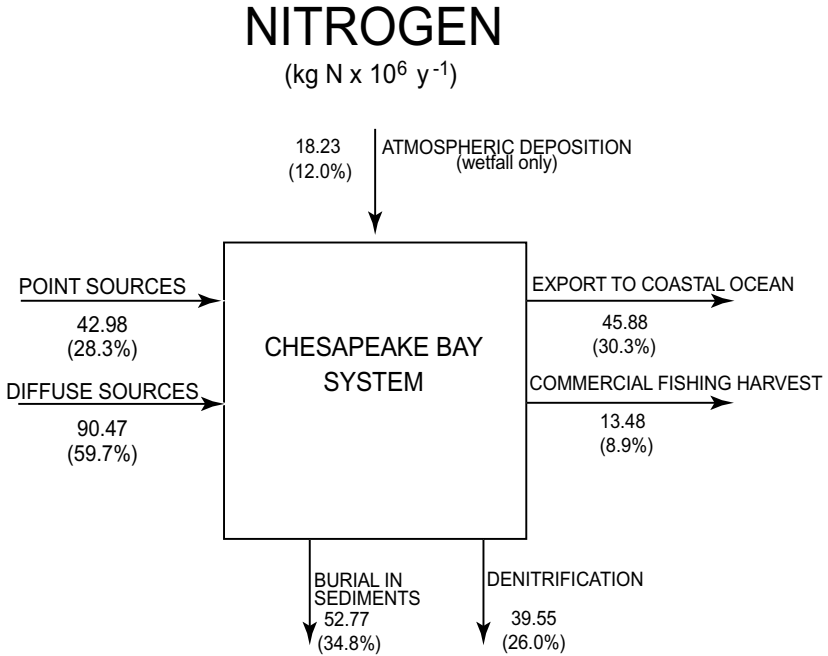 NITROGEN
(kg N x 10⁶ y⁻¹)
18.23
(12.0%)
ATMOSPHERIC DEPOSITION
(wetfall only)
POINT SOURCES
42.98
(28.3%)
DIFFUSE SOURCES
90.47
(59.7%)
CHESAPEAKE BAY
SYSTEM
EXPORT TO COASTAL OCEAN
45.88
(30.3%)
COMMERCIAL FISHING HARVEST
13.48
(8.9%)
BURIAL IN
SEDIMENTS
52.77
(34.8%)
DENITRIFICATION
39.55
(26.0%)